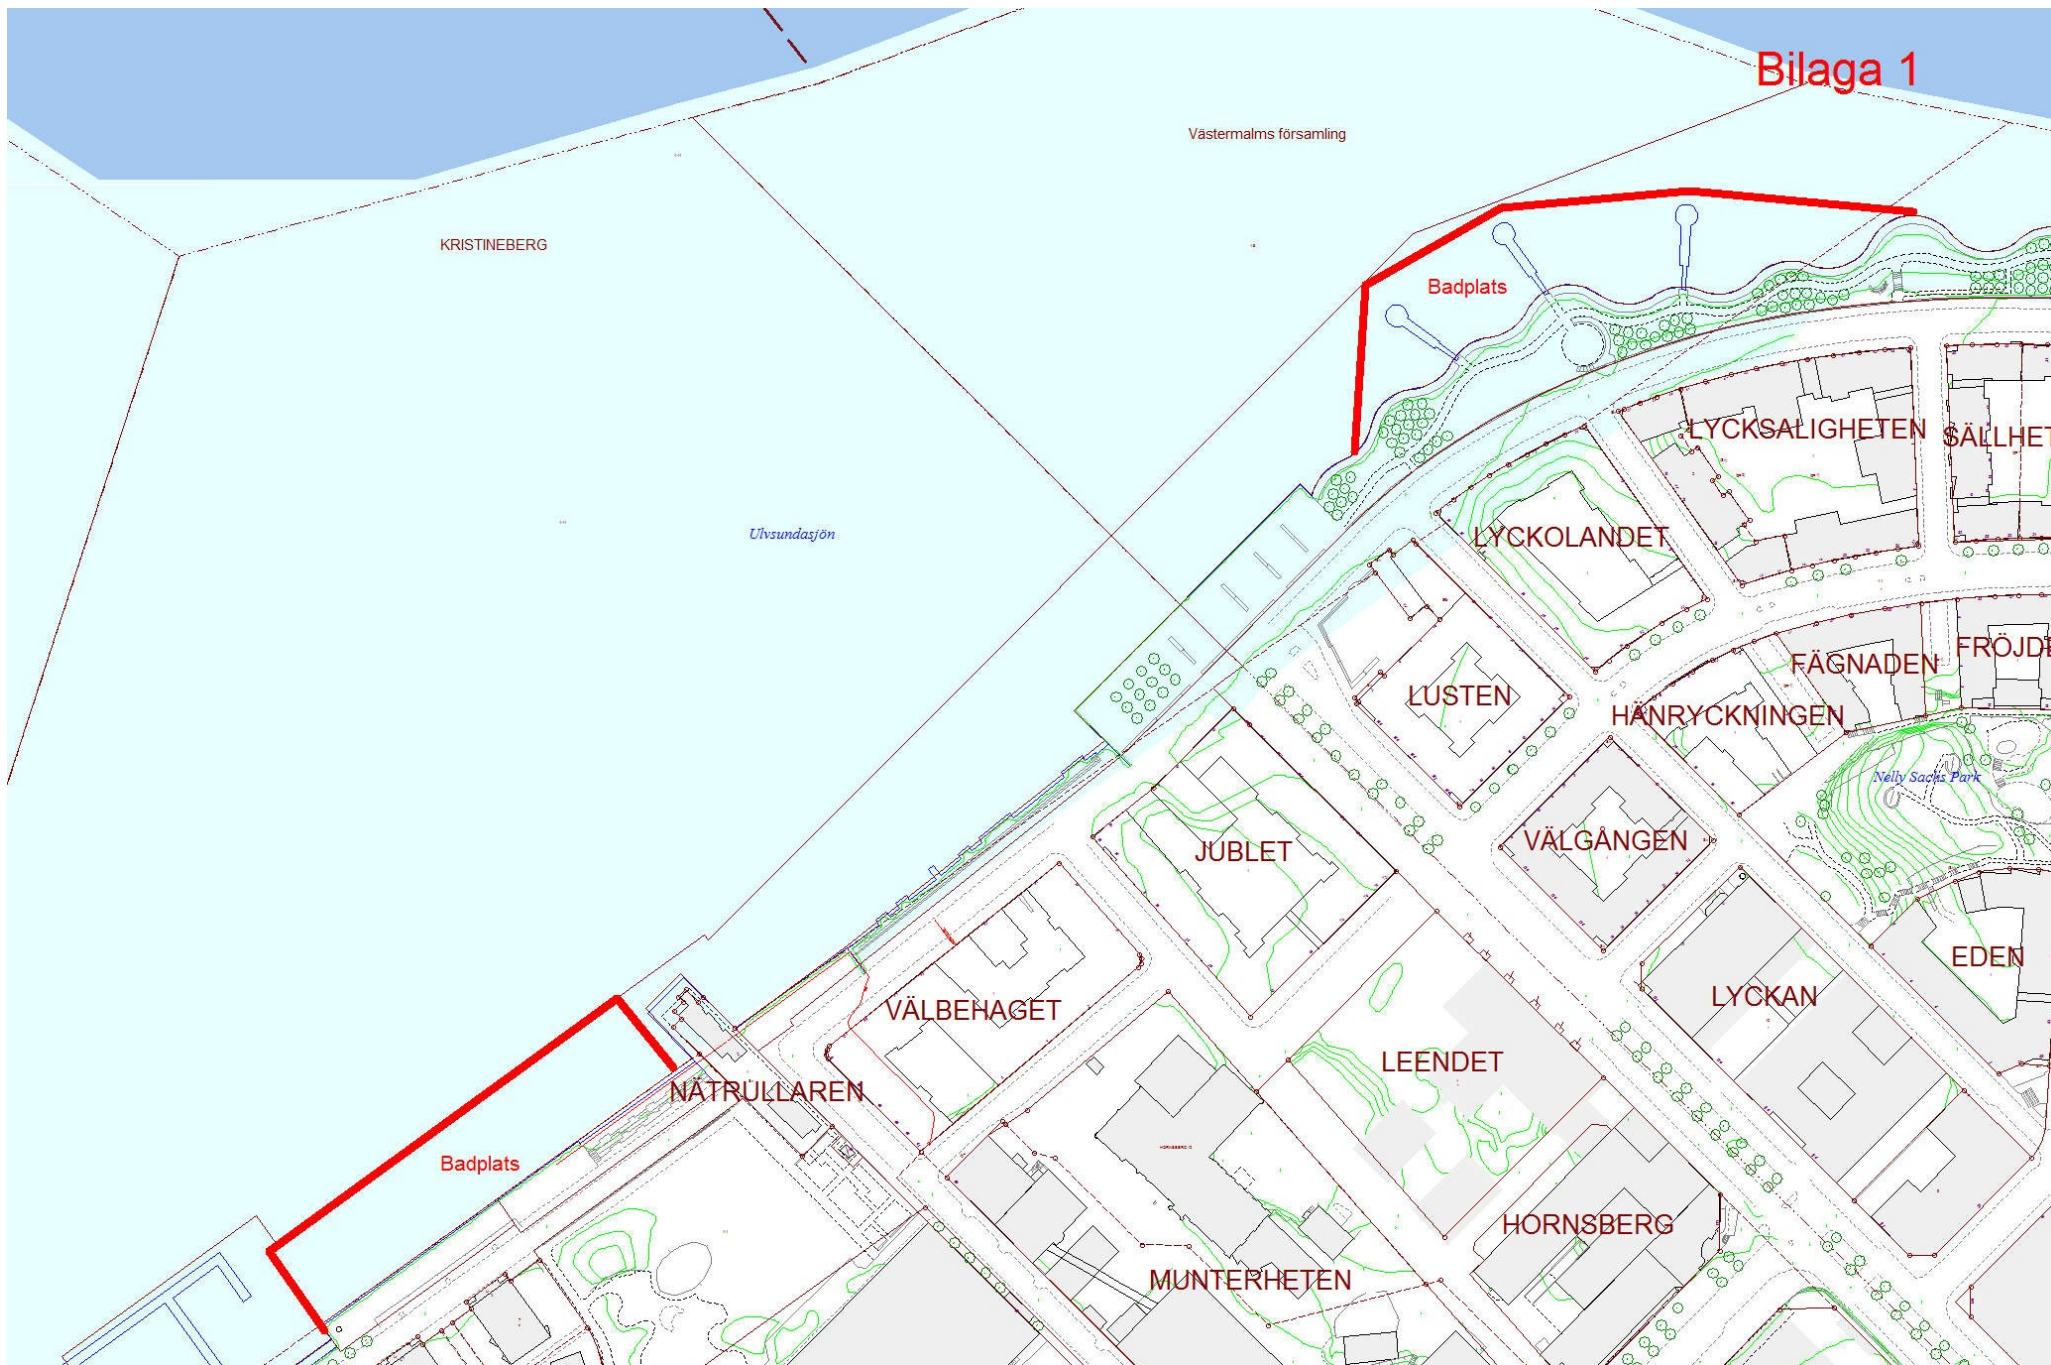 Bilaga 1
Västermalms församling
KRISTINEBERG
Badplats
LYCKSALIGHETEN
SÄLLHET
Ulvsundasjön
LYCKOLANDET
FRÖJDE
FÄGNADEN
LUSTEN
HÄNRYCKNINGEN
Nelly Sachs Park
VÄLGÅNGEN
JUBLET
EDEN
LYCKAN
VÄLBEHAGET
LEENDET
NÄTRULLAREN
Badplats
HORNSBERG
MUNTERHETEN